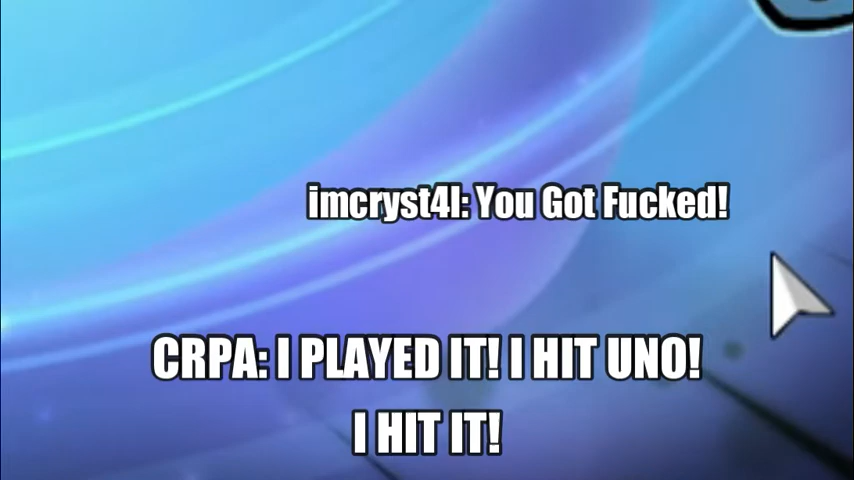 imcryst4l: You Got Fucked!
CRPA: I PLAYED IT! I HIT UNO!
I HIT IT!